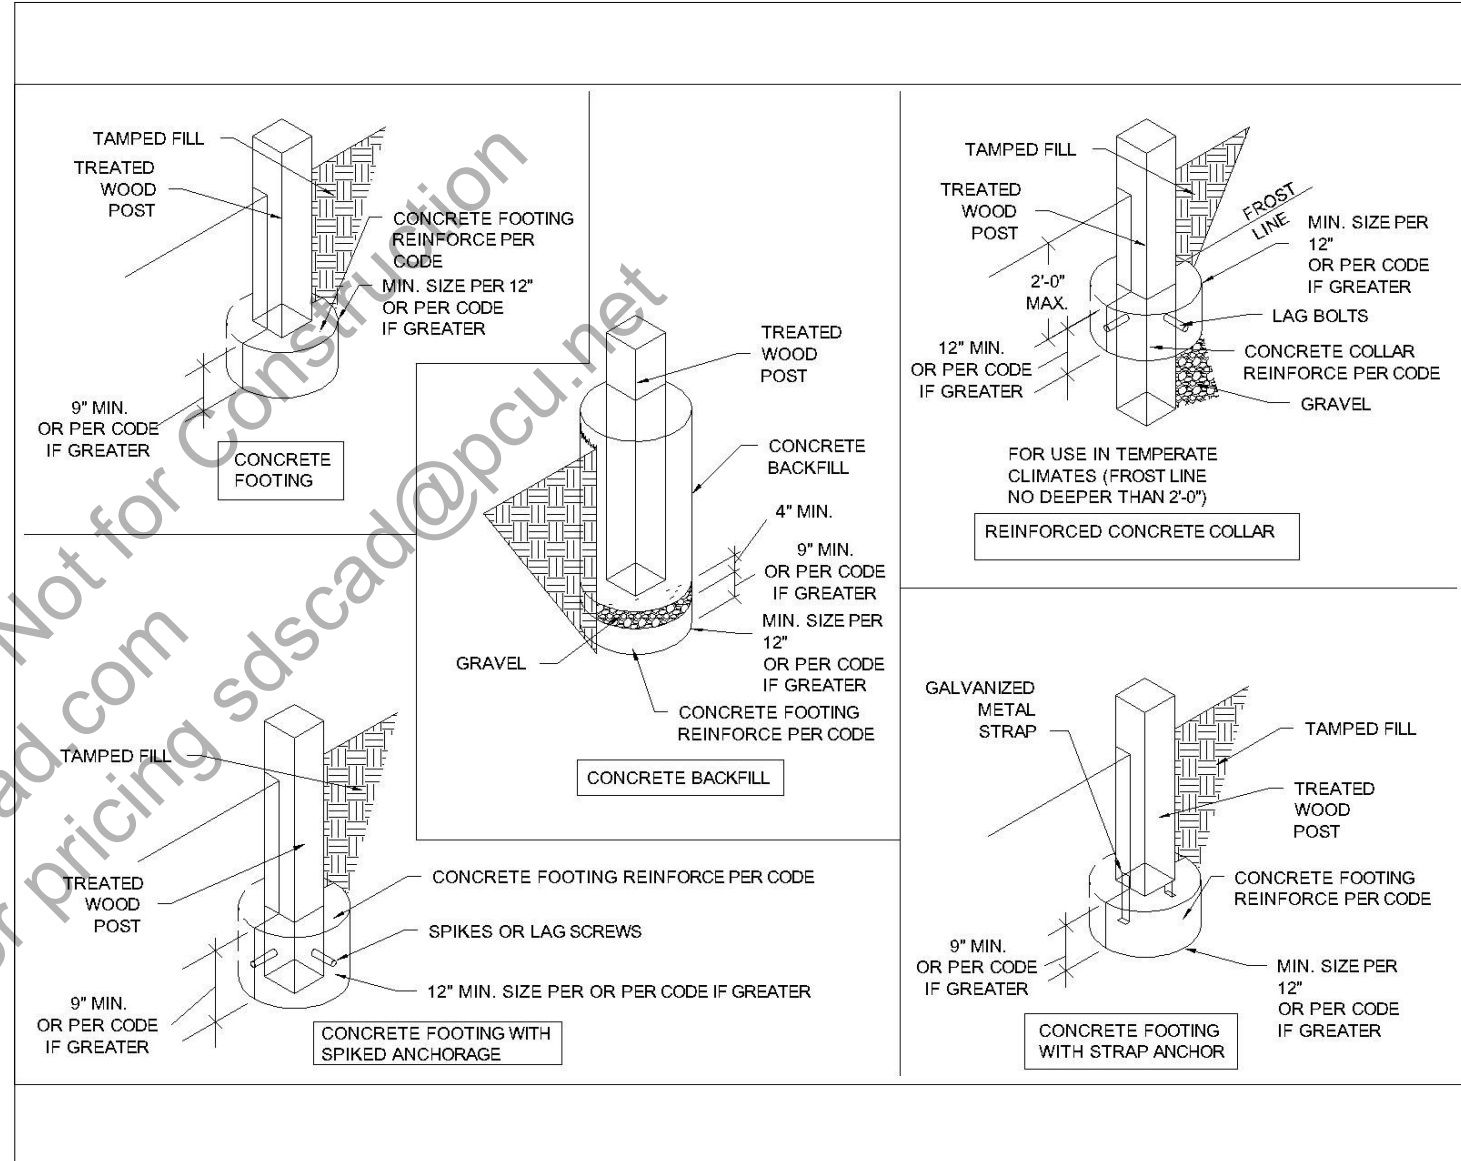 TAMPED FILL
TREATED
WOOD
POST
CONCRETE FOOTING
REINFORCE PER
CODE
MIN. SIZE PER 12"
OR PER CODE
IF GREATER
9" MIN.
OR PER CODE
IF GREATER
CONCRETE
FOOTING
TREATED
WOOD
POST
CONCRETE
BACKFILL
4" MIN.
9" MIN.
OR PER CODE
IF GREATER
MIN. SIZE PER
12"
OR PER CODE
IF GREATER
GRAVEL
CONCRETE FOOTING
REINFORCE PER CODE
CONCRETE BACKFILL
TAMPED FILL
TREATED
WOOD
POST
FROST
LINE
MIN. SIZE PER
12"
OR PER CODE
IF GREATER
2'-0"
MAX.
LAG BOLTS
12" MIN.
OR PER CODE
IF GREATER
CONCRETE COLLAR
REINFORCE PER CODE
GRAVEL
FOR USE IN TEMPERATE
CLIMATES (FROST LINE
NO DEEPER THAN 2'-0")
REINFORCED CONCRETE COLLAR
TAMPED FILL
TREATED
WOOD
POST
CONCRETE FOOTING REINFORCE PER CODE
SPIKES OR LAG SCREWS
12" MIN. SIZE PER OR PER CODE IF GREATER
9" MIN.
OR PER CODE
IF GREATER
CONCRETE FOOTING WITH
SPIKED ANCHORAGE
GALVANIZED
METAL
STRAP
TAMPED FILL
TREATED
WOOD
POST
CONCRETE FOOTING
REINFORCE PER CODE
9" MIN.
OR PER CODE
IF GREATER
MIN. SIZE PER
12"
OR PER CODE
IF GREATER
CONCRETE FOOTING
WITH STRAP ANCHOR
Not for Construction
ad.com
or pricing sdscad@pcu.net